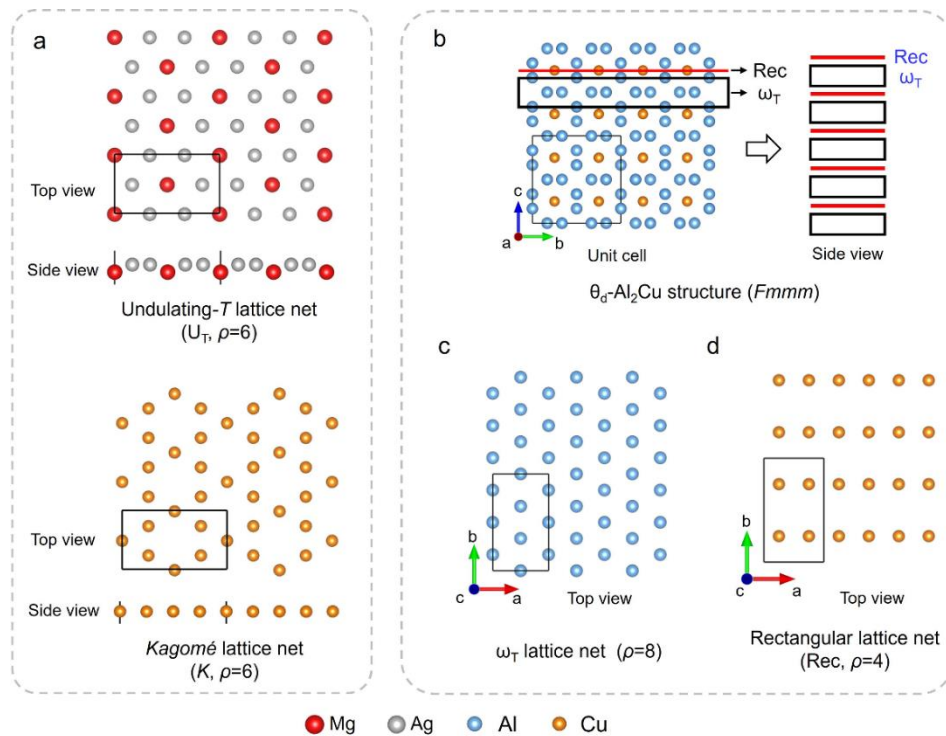 a
Top view
Side view
Undulating-T lattice net
(U_T, ρ=6)
Top view
Side view
Kagomé lattice net
(K, ρ=6)
b
Rec
ω_T
c
a
b
Unit cell
Rec
ω_T
Side view
θ_d-Al₂Cu structure (Fmmm)
c
b
c
a
Top view
ω_T lattice net (ρ=8)
d
b
c
a
Top view
Rectangular lattice net
(Rec, ρ=4)
Mg Ag Al Cu